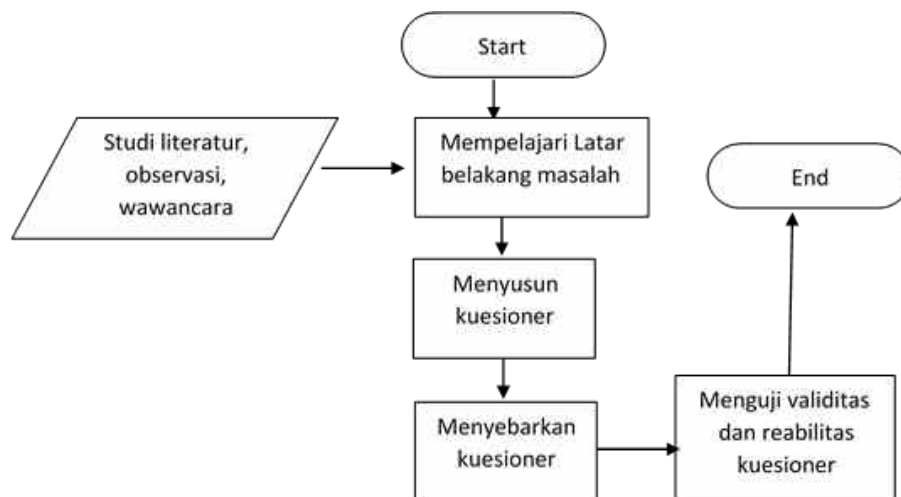 Start
Studi literatur,
observasi,
wawancara
Mempelajari Latar
belakang masalah
End
Menyusun
kuesioner
Menyebarkan
kuesioner
Menguji validitas
dan reabilitas
kuesioner